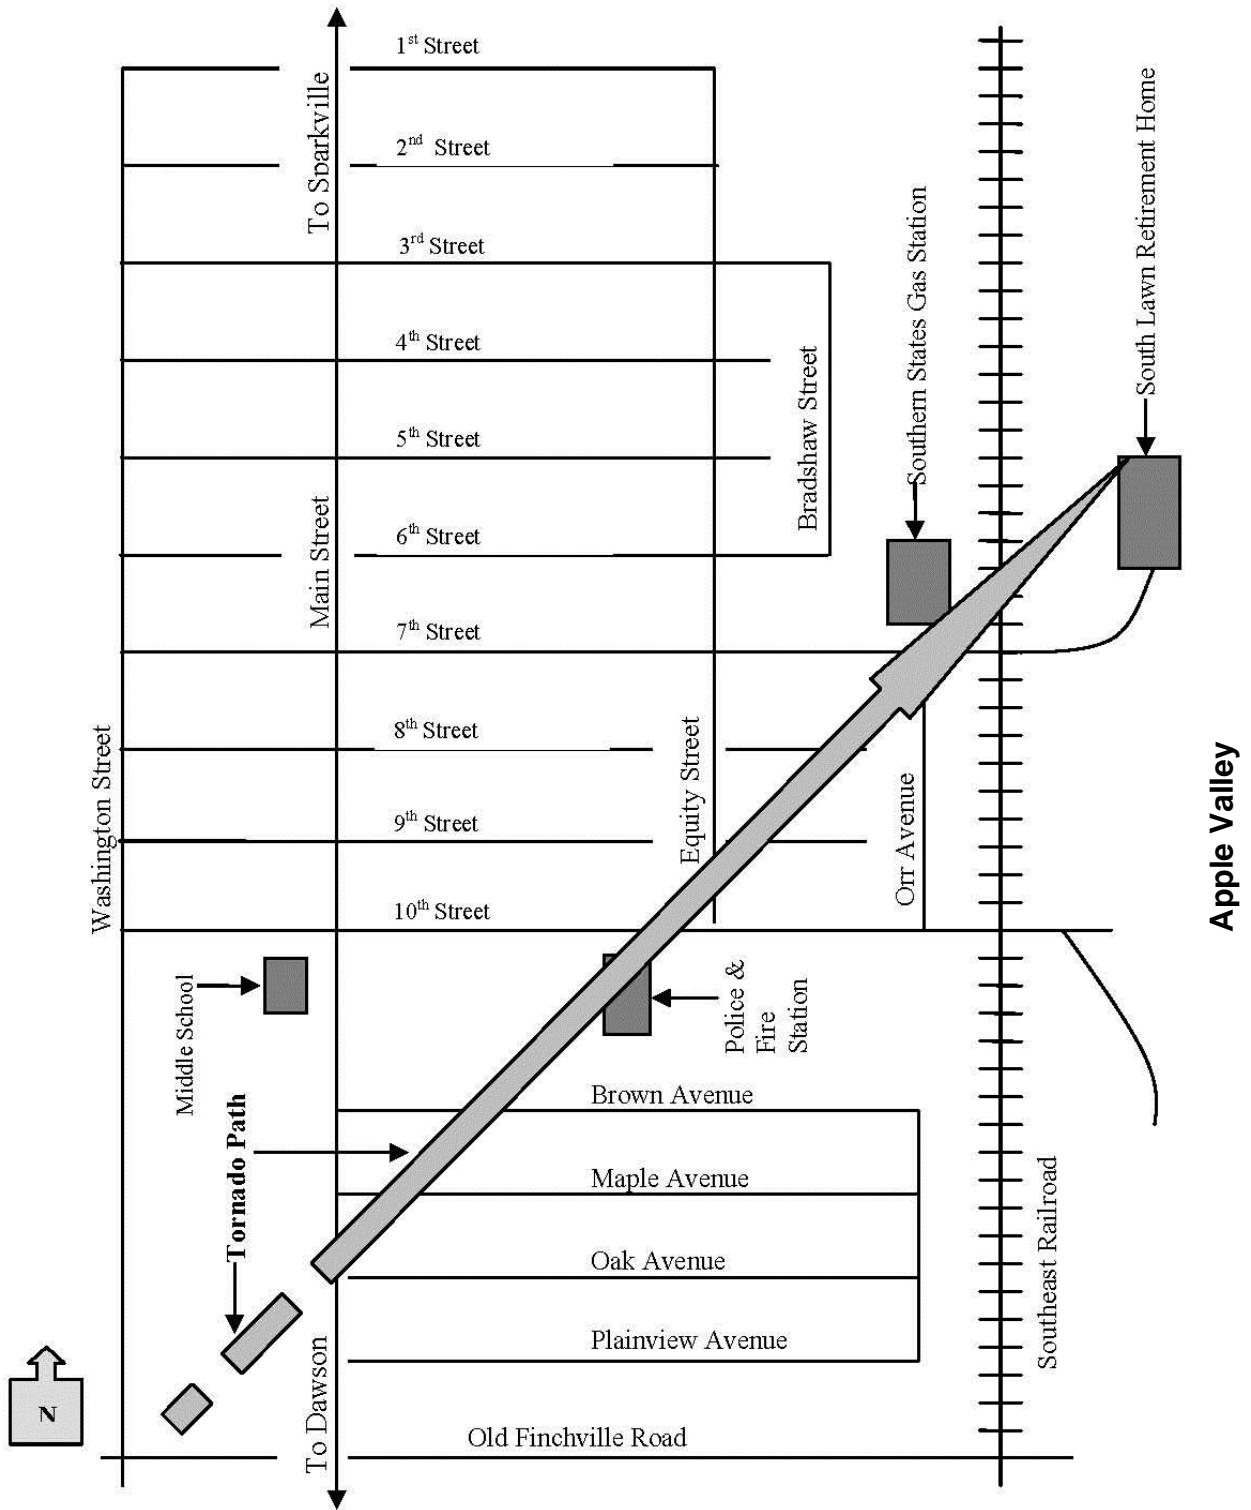 1st Street
To Sparkville
2nd Street
3rd Street
South Lawn Retirement Home
Southern States Gas Station
4th Street
Bradshaw Street
5th Street
Main Street
6th Street
7th Street
Washington Street
8th Street
Equity Street
Orr Avenue
9th Street
Apple Valley
10th Street
Middle School
Police &
Fire
Station
Brown Avenue
Tornado Path
Maple Avenue
Oak Avenue
Southeast Railroad
Plainview Avenue
To Dawson
N
Old Finchville Road